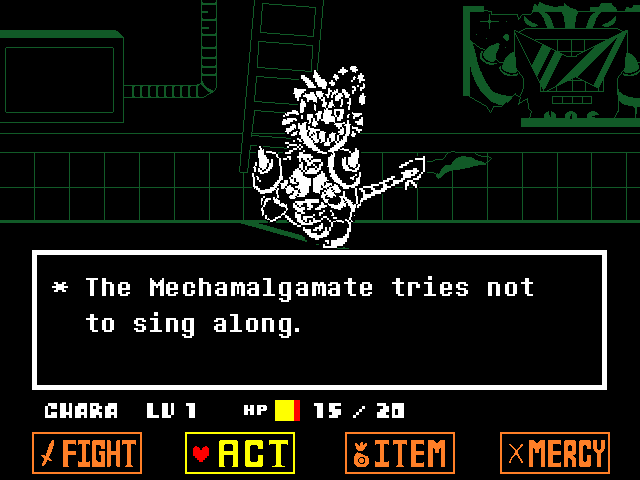 * The Mechamalgamate tries not
to sing along.
CHARA LV 1 HP 15 / 20
FIGHT ACT ITEM MERCY